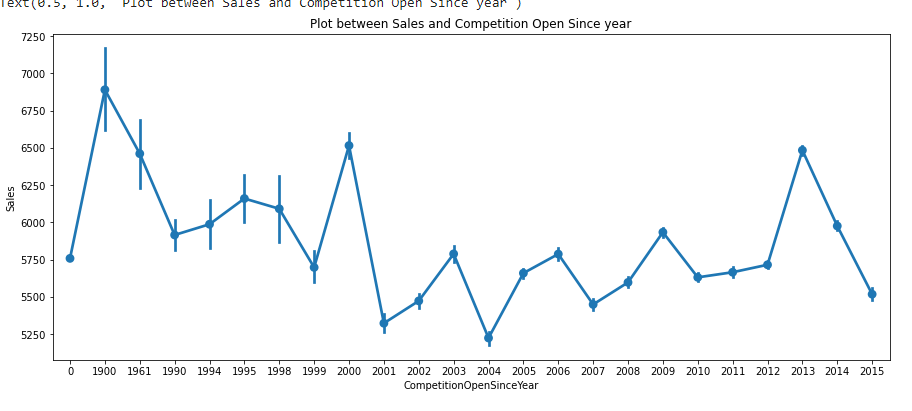 Text(0.5, 1.0, 'Plot between Sales and Competition Open Since year')
Plot between Sales and Competition Open Since year
7250
7000
6750
6500
6250
6000
5750
5500
5250
Sales
0 1900 1961 1990 1994 1995 1998 1999 2000 2001 2002 2003 2004 2005 2006 2007 2008 2009 2010 2011 2012 2013 2014 2015
CompetitionOpenSinceYear